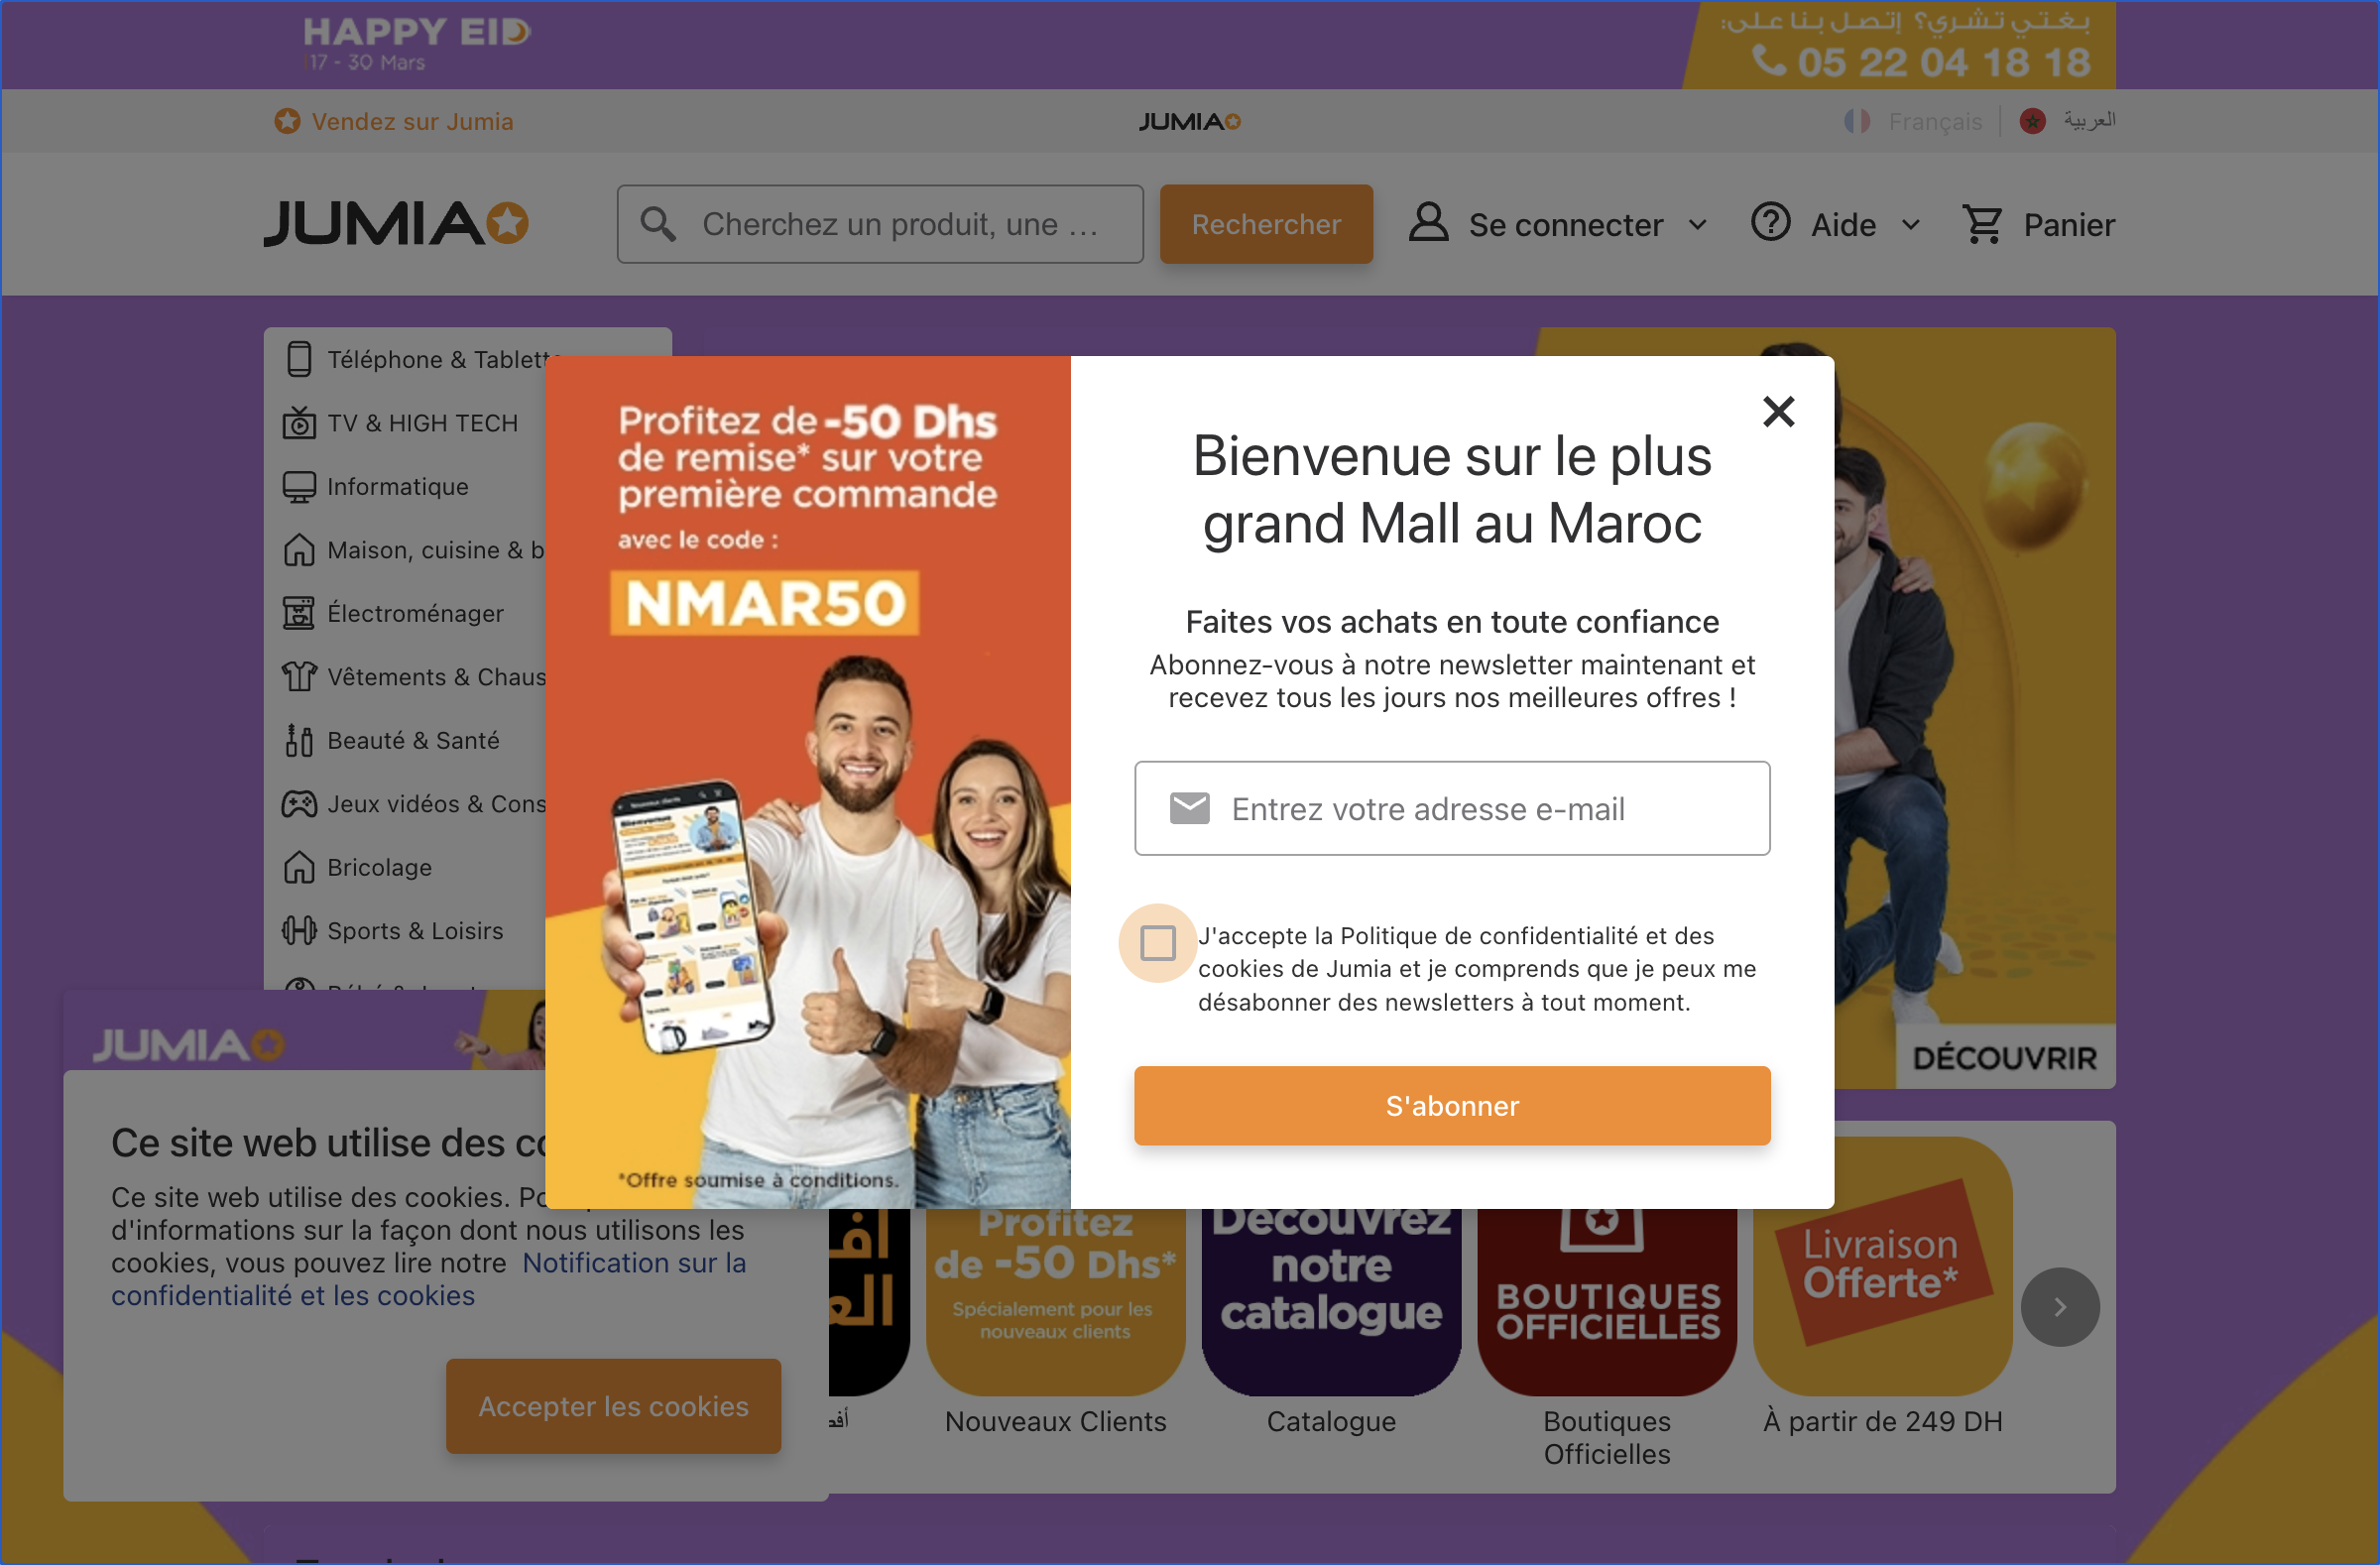 HAPPY EID
17 - 30 Mars
بغتي تشري؟ إتصل بنا على:
05 22 04 18 18
Vendez sur Jumia
JUMIA
Français
العربية
JUMIA
Cherchez un produit, une …
Rechercher
Se connecter
Aide
Panier
Téléphone & Tablette
TV & HIGH TECH
Informatique
Maison, cuisine & b
Électroménager
Vêtements & Chaus
Beauté & Santé
Jeux vidéos & Cons
Bricolage
Sports & Loisirs
Profitez de -50 Dhs
de remise* sur votre
première commande
avec le code :
NMAR50
*Offre soumise à conditions.
Bienvenue sur le plus
grand Mall au Maroc
Faites vos achats en toute confiance
Abonnez-vous à notre newsletter maintenant et
recevez tous les jours nos meilleures offres !
Entrez votre adresse e-mail
J'accepte la Politique de confidentialité et des
cookies de Jumia et je comprends que je peux me
désabonner des newsletters à tout moment.
S'abonner
DÉCOUVRIR
JUMIA
Ce site web utilise des co
Ce site web utilise des cookies.
d'informations sur la façon dont nous utilisons les
cookies, vous pouvez lire notre Notification sur la
confidentialité et les cookies
Accepter les cookies
Profitez
de -50 Dhs*
Spécialement pour les
nouveaux clients
Nouveaux Clients
Découvrez
notre
catalogue
Catalogue
BOUTIQUES
OFFICIELLES
Boutiques
Officielles
Livraison
Offerte*
À partir de 249 DH